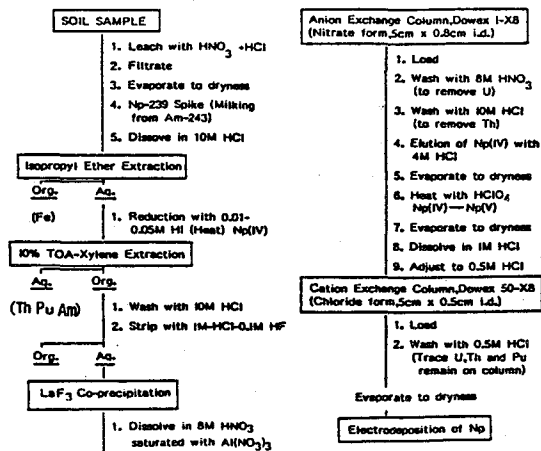 SOIL SAMPLE
1. Leach with HNO3 +HCl
2. Filtrate
3. Evaporate to dryness
4. Np-239 Spike (Milking
from Am-243)
5. Dissove in 10M HCl
Isopropyl Ether Extraction
Org. Aq.
(Fe)
1. Reduction with 0.01-
0.05M HI (Heat) Np(IV)
10% TOA-Xylene Extraction
Aq. Org.
(Th Pu Am)
1. Wash with 10M HCl
2. Strip with 1M-HCl-0.1M HF
Org. Aq.
LaF3 Co-precipitation
1. Dissolve in 8M HNO3
saturated with Al(NO3)3
Anion Exchange Column, Dowex 1-X8
(Nitrate form, 5cm x 0.8cm i.d.)
1. Load
2. Wash with 8M HNO3
(to remove U)
3. Wash with 10M HCl
(to remove Th)
4. Elution of Np(IV) with
4M HCl
5. Evaporate to dryness
6. Heat with HClO4
Np(IV)—Np(V)
7. Evaporate to dryness
8. Dissolve in 1M HCl
9. Adjust to 0.5M HCl
Cation Exchange Column, Dowex 50-X8
(Chloride form, 5cm x 0.5cm i.d.)
1. Load
2. Wash with 0.5M HCl
(Trace U,Th and Pu
remain on column)
Evaporate to dryness
Electrodeposition of Np